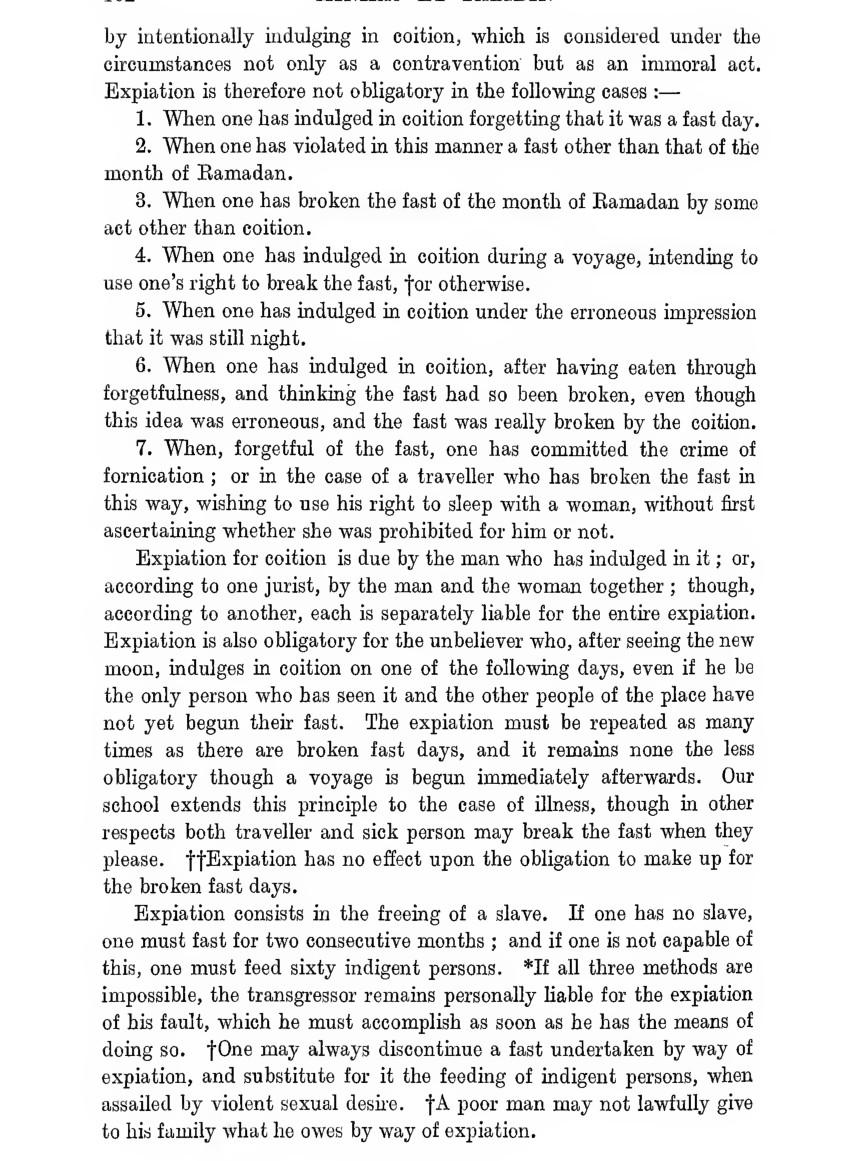 by intentionally indulging in coition, which is considered under the
circumstances not only as a contravention but as an immoral act.
Expiation is therefore not obligatory in the following cases :—
1. When one has indulged in coition forgetting that it was a fast day.
2. When one has violated in this manner a fast other than that of the
month of Ramadan.
3. When one has broken the fast of the month of Ramadan by some
act other than coition.
4. When one has indulged in coition during a voyage, intending to
use one's right to break the fast, †or otherwise.
5. When one has indulged in coition under the erroneous impression
that it was still night.
6. When one has indulged in coition, after having eaten through
forgetfulness, and thinking the fast had so been broken, even though
this idea was erroneous, and the fast was really broken by the coition.
7. When, forgetful of the fast, one has committed the crime of
fornication ; or in the case of a traveller who has broken the fast in
this way, wishing to use his right to sleep with a woman, without first
ascertaining whether she was prohibited for him or not.
Expiation for coition is due by the man who has indulged in it ; or,
according to one jurist, by the man and the woman together ; though,
according to another, each is separately liable for the entire expiation.
Expiation is also obligatory for the unbeliever who, after seeing the new
moon, indulges in coition on one of the following days, even if he be
the only person who has seen it and the other people of the place have
not yet begun their fast. The expiation must be repeated as many
times as there are broken fast days, and it remains none the less
obligatory though a voyage is begun immediately afterwards. Our
school extends this principle to the case of illness, though in other
respects both traveller and sick person may break the fast when they
please. ††Expiation has no effect upon the obligation to make up for
the broken fast days.
Expiation consists in the freeing of a slave. If one has no slave,
one must fast for two consecutive months ; and if one is not capable of
this, one must feed sixty indigent persons. *If all three methods are
impossible, the transgressor remains personally liable for the expiation
of his fault, which he must accomplish as soon as he has the means of
doing so. †One may always discontinue a fast undertaken by way of
expiation, and substitute for it the feeding of indigent persons, when
assailed by violent sexual desire. †A poor man may not lawfully give
to his family what he owes by way of expiation.